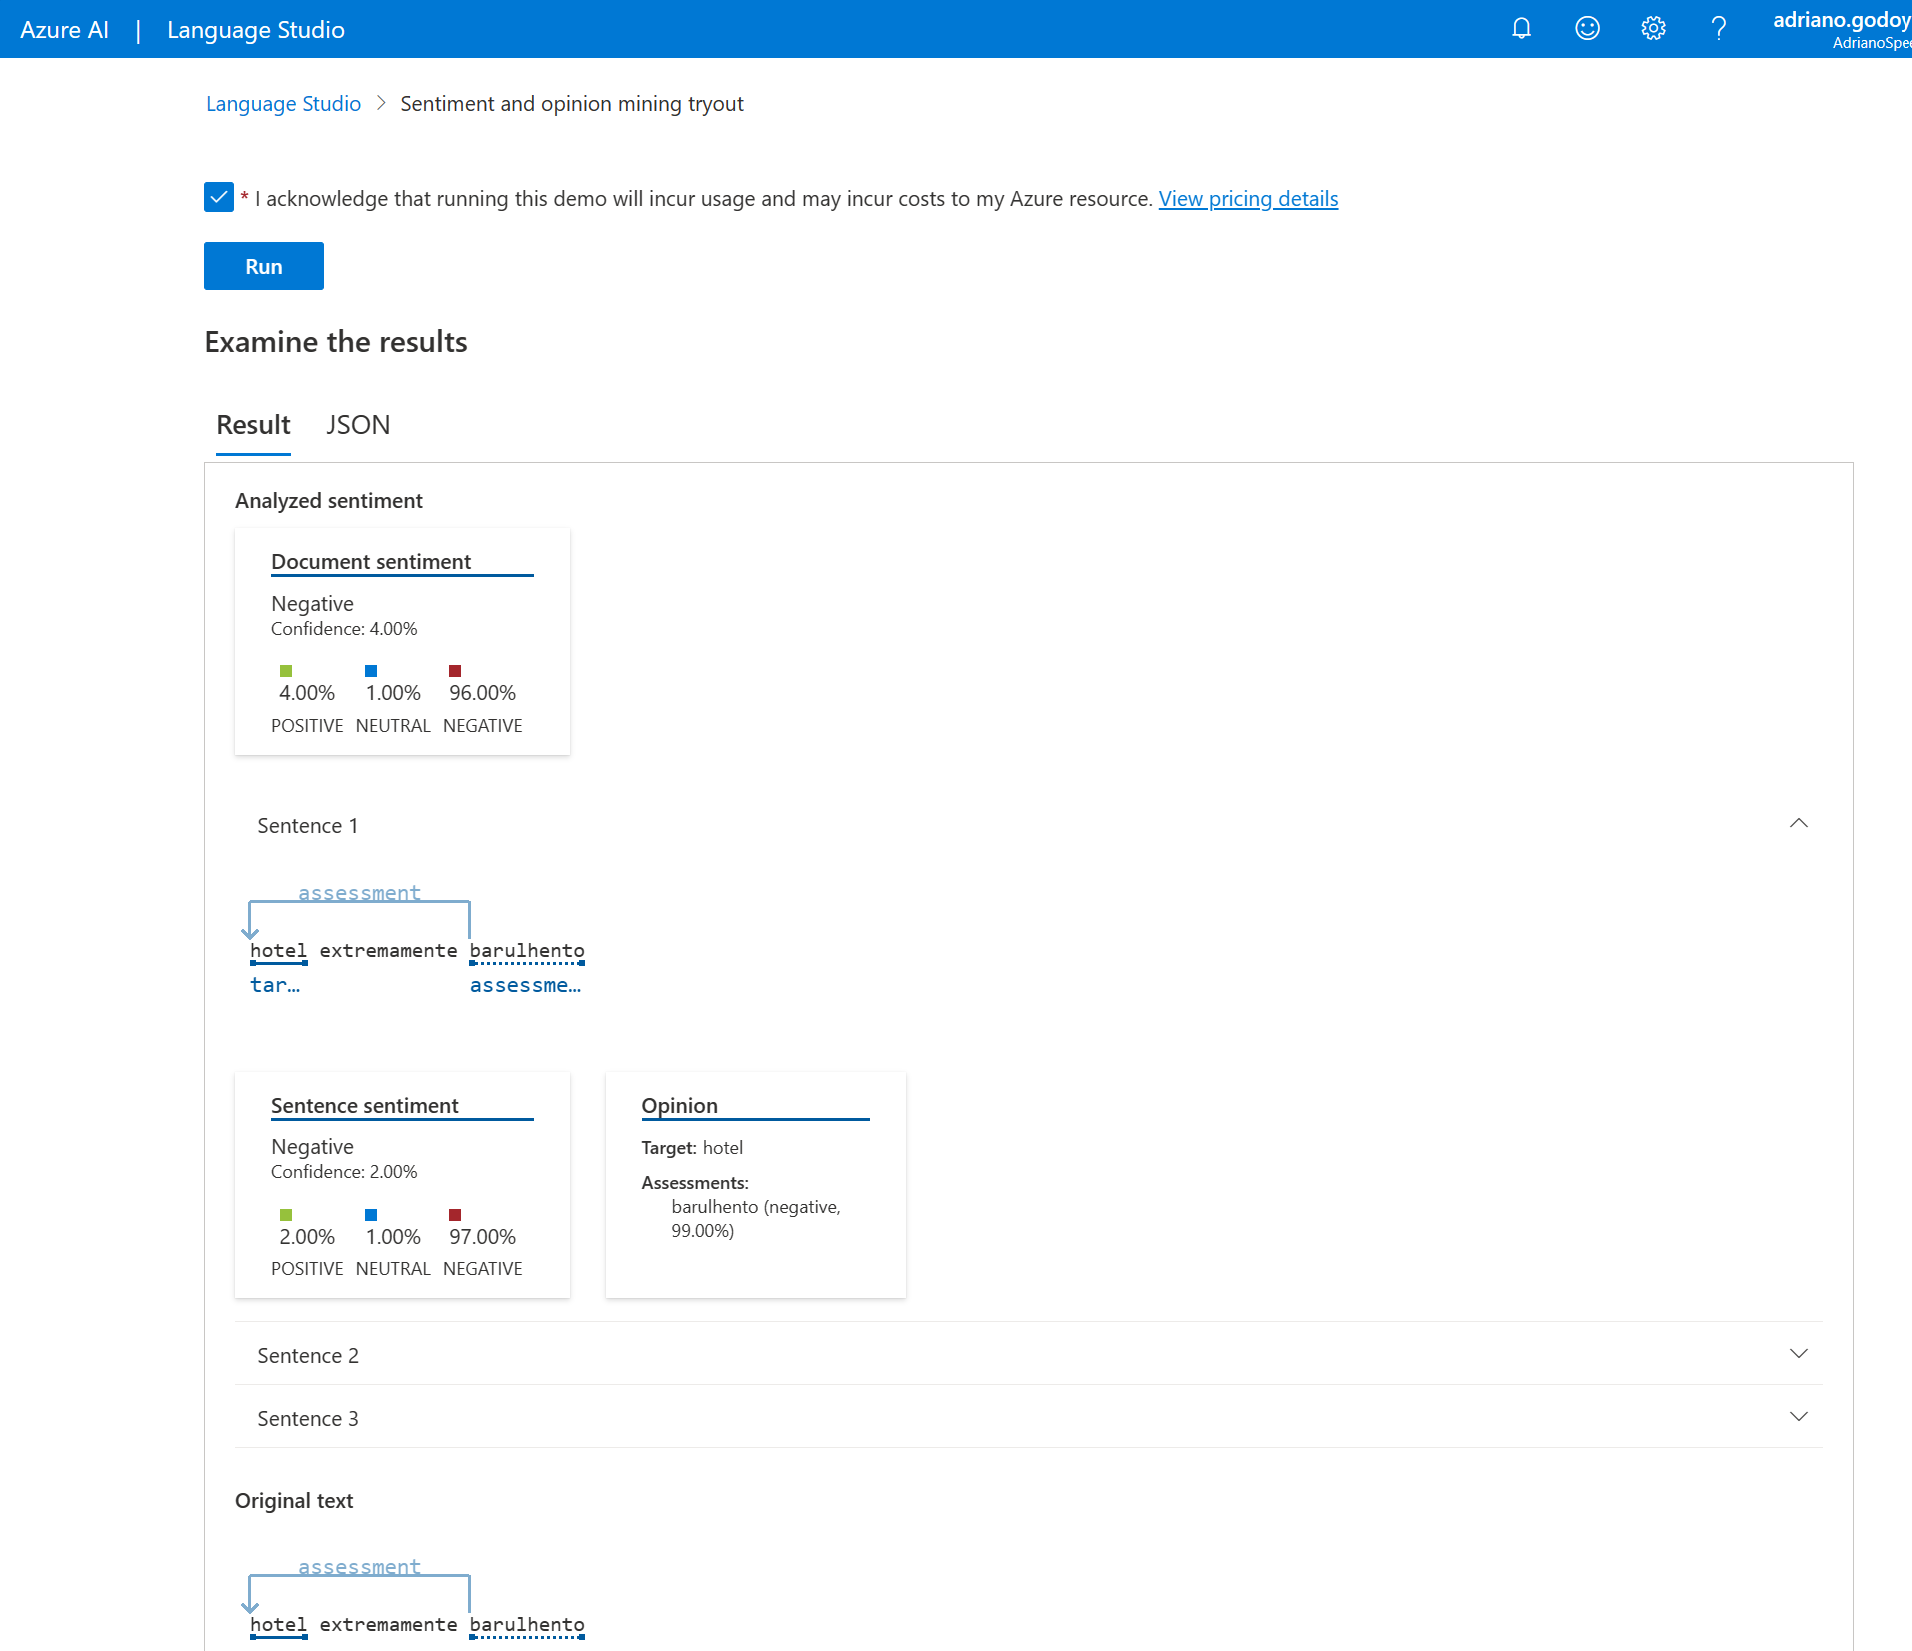 Azure AI | Language Studio
adriano.godoy
AdrianoSpee
Language Studio > Sentiment and opinion mining tryout
* I acknowledge that running this demo will incur usage and may incur costs to my Azure resource. View pricing details
Run
Examine the results
Result JSON
Analyzed sentiment
Document sentiment
Negative
Confidence: 4.00%
4.00% 1.00% 96.00%
POSITIVE NEUTRAL NEGATIVE
Sentence 1
assessment
hotel extremamente barulhento
tar... assessme...
Sentence sentiment
Negative
Confidence: 2.00%
2.00% 1.00% 97.00%
POSITIVE NEUTRAL NEGATIVE
Opinion
Target: hotel
Assessments:
barulhento (negative,
99.00%)
Sentence 2
Sentence 3
Original text
assessment
hotel extremamente barulhento